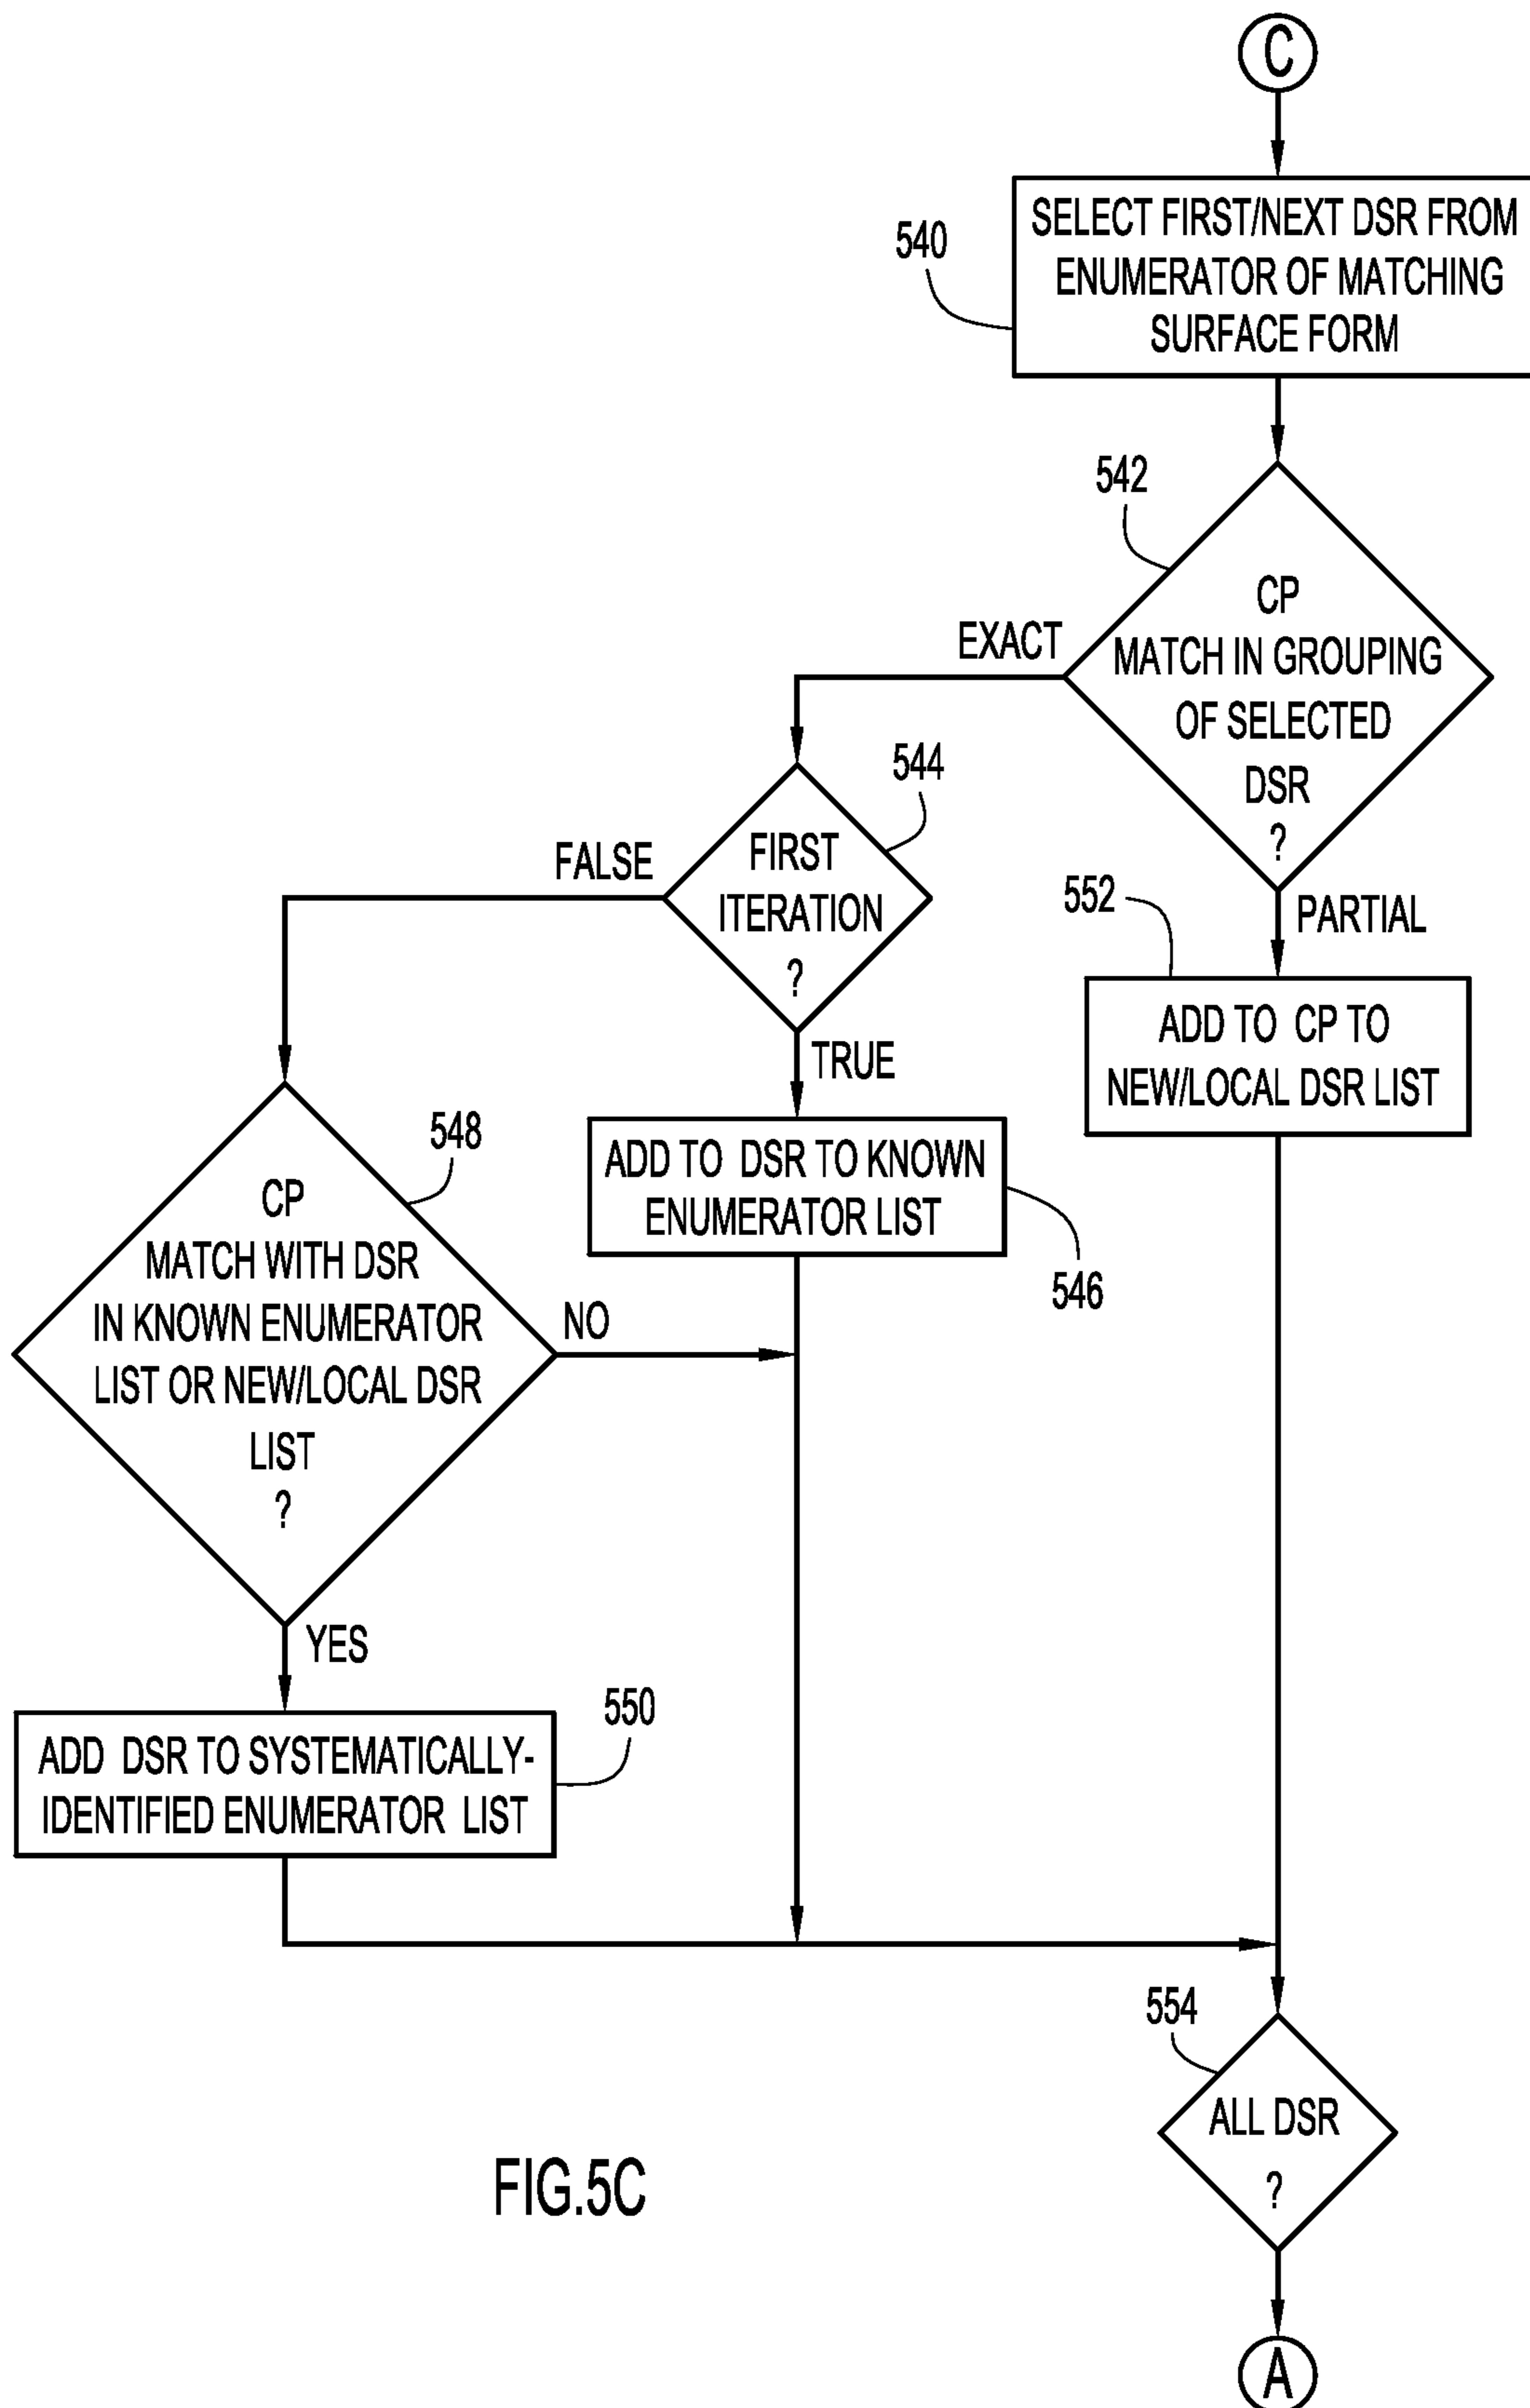 C
SELECT FIRST/NEXT DSR FROM
ENUMERATOR OF MATCHING
SURFACE FORM
540
542
CP
MATCH IN GROUPING
OF SELECTED
DSR
?
EXACT
PARTIAL
544
FIRST
ITERATION
?
FALSE
TRUE
552
ADD TO CP TO
NEW/LOCAL DSR LIST
ADD TO DSR TO KNOWN
ENUMERATOR LIST
546
548
CP
MATCH WITH DSR
IN KNOWN ENUMERATOR
LIST OR NEW/LOCAL DSR
LIST
?
NO
YES
550
ADD DSR TO SYSTEMATICALLY-
IDENTIFIED ENUMERATOR LIST
554
ALL DSR
?
FIG.5C
A